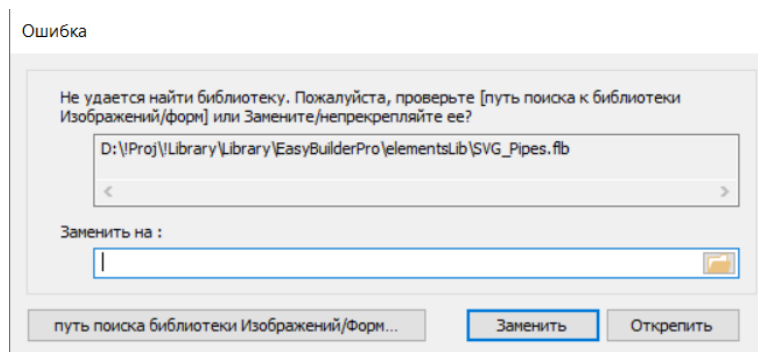 Ошибка
Не удается найти библиотеку. Пожалуйста, проверьте [путь поиска к библиотеки
Изображений/форм] или Замените/непрекрепляйте ее?
D:\!Proj\!Library\Library\EasyBuilderPro\elementsLib\SVG_Pipes.flb
Заменить на :
путь поиска библиотеки Изображений/Форм... Заменить Открепить